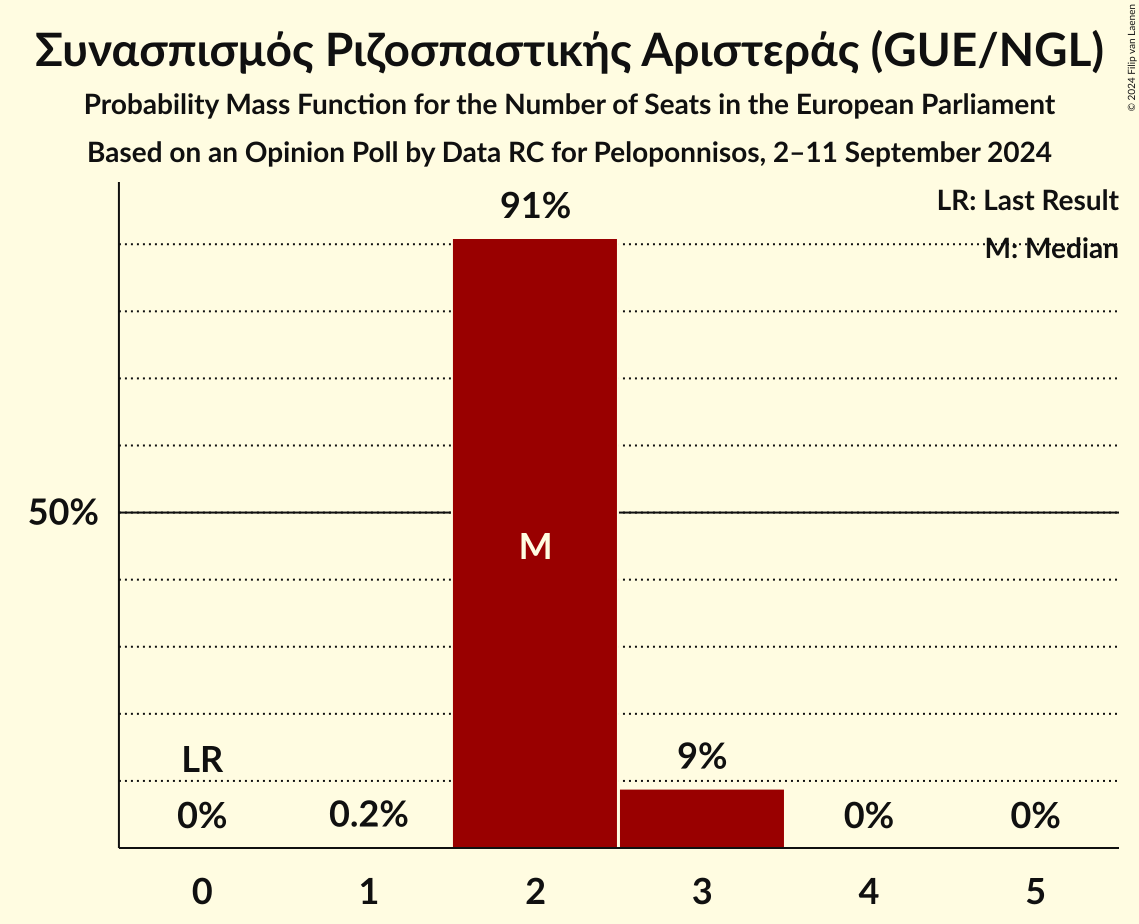 Συνασπισμός Ριζοσπαστικής Αριστεράς (GUE/NGL)
Probability Mass Function for the Number of Seats in the European Parliament
Based on an Opinion Poll by Data RC for Peloponnisos, 2–11 September 2024
© 2024 Filip van Laenen
LR: Last Result
M: Median
91%
50%
M
LR
9%
0%
0.2%
0%
0%
0 1 2 3 4 5